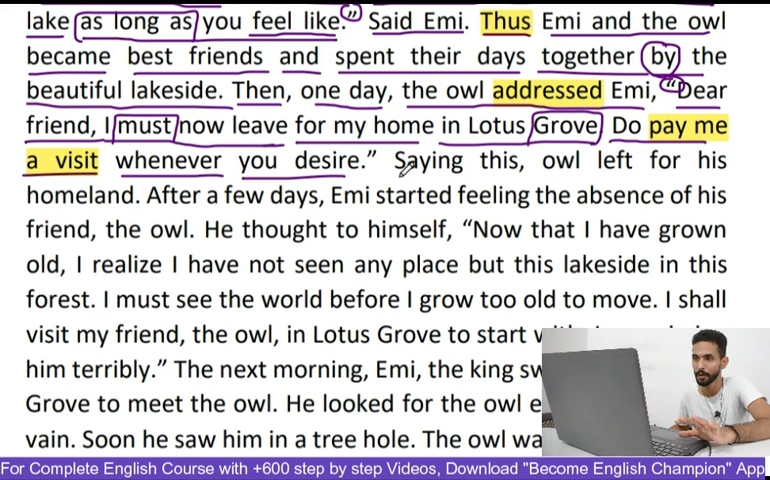 lake as long as you feel like.” Said Emi. Thus Emi and the owl
became best friends and spent their days together by the
beautiful lakeside. Then, one day, the owl addressed Emi, “Dear
friend, I must now leave for my home in Lotus Grove. Do pay me
a visit whenever you desire.” Saying this, owl left for his
homeland. After a few days, Emi started feeling the absence of his
friend, the owl. He thought to himself, “Now that I have grown
old, I realize I have not seen any place but this lakeside in this
forest. I must see the world before I grow too old to move. I shall
visit my friend, the owl, in Lotus Grove to start
him terribly.” The next morning, Emi, the king
Grove to meet the owl. He looked for the owl
vain. Soon he saw him in a tree hole. The owl
For Complete English Course with +600 step by step Videos, Download "Become English Champion" App